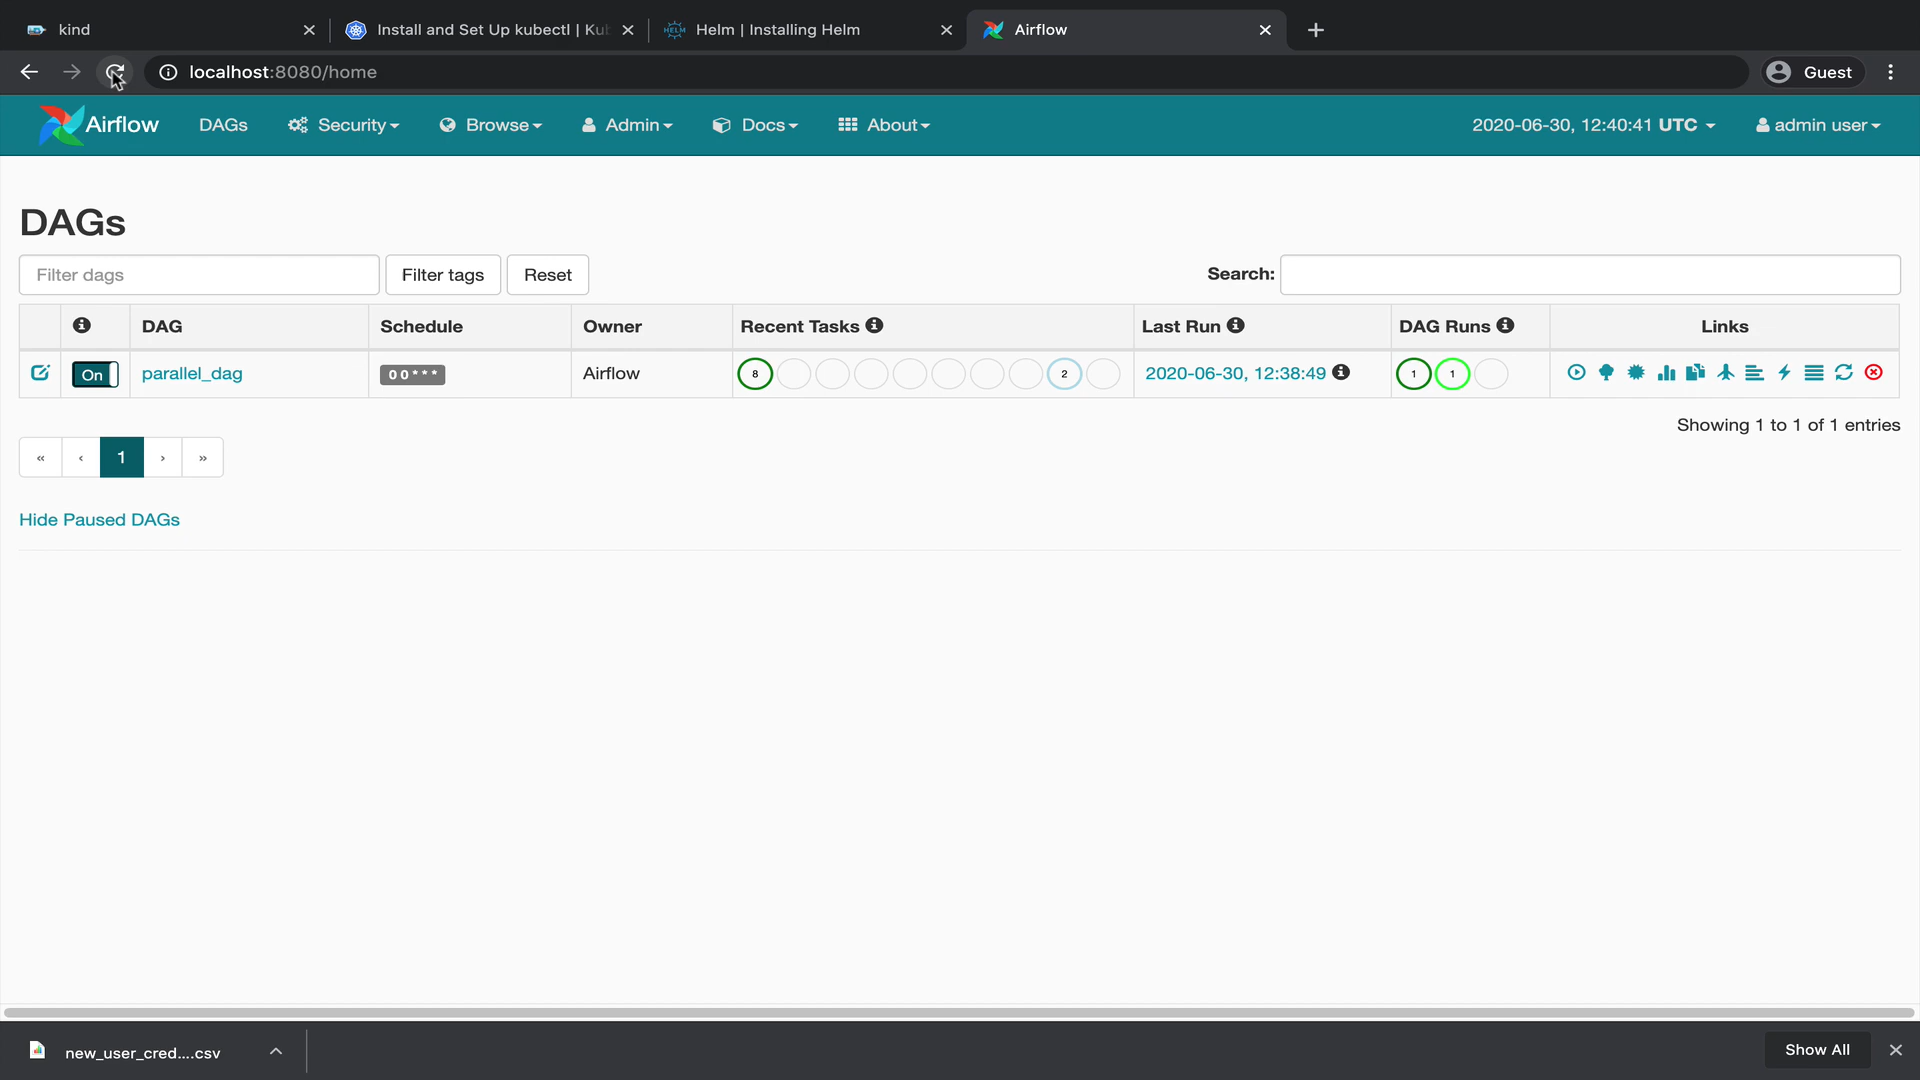 kind
Install and Set Up kubectl | Kub
Helm | Installing Helm
Airflow
localhost:8080/home
Guest
Airflow
DAGs
Security
Browse
Admin
Docs
About
2020-06-30, 12:40:41 UTC
admin user
DAGs
Filter dags
Filter tags
Reset
Search:
DAG
Schedule
Owner
Recent Tasks
Last Run
DAG Runs
Links
On
parallel_dag
0 0 * * *
Airflow
8
2
2020-06-30, 12:38:49
1
1
Showing 1 to 1 of 1 entries
«
‹
1
›
»
Hide Paused DAGs
new_user_cred....csv
Show All